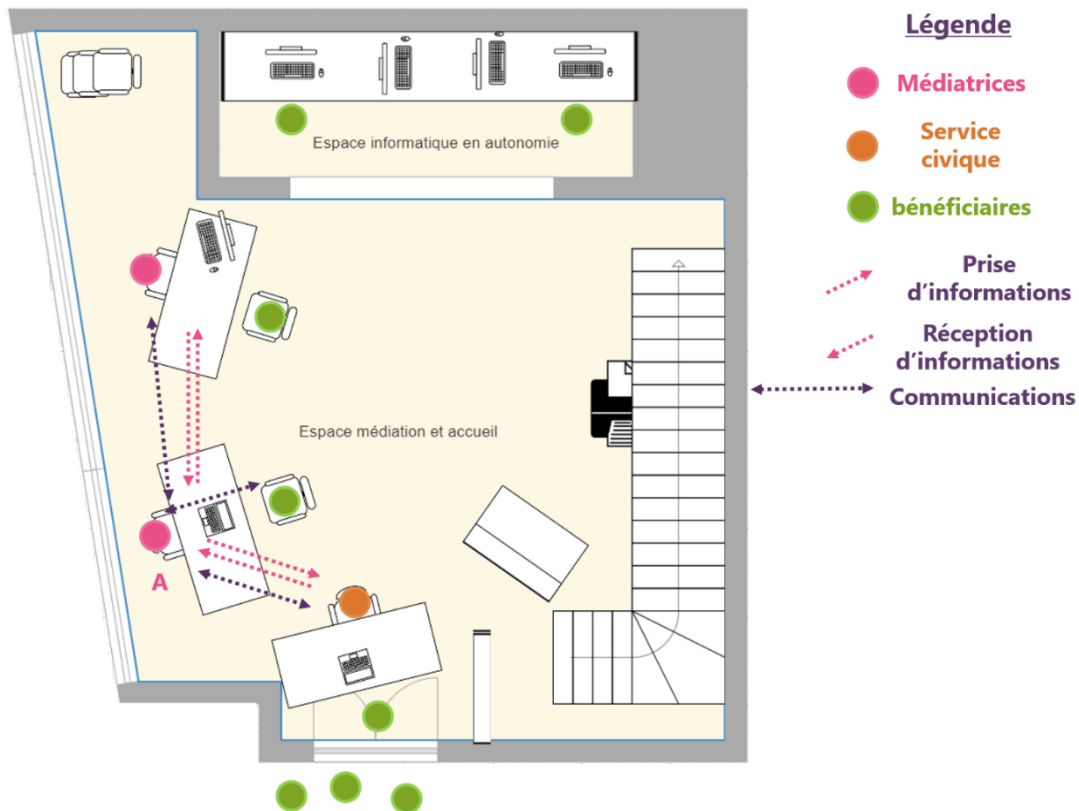 Légende
Médiatrices
Service
civique
bénéficiaires
Prise
d'informations
Réception
d'informations
Communications
Espace informatique en autonomie
Espace médiation et accueil
A